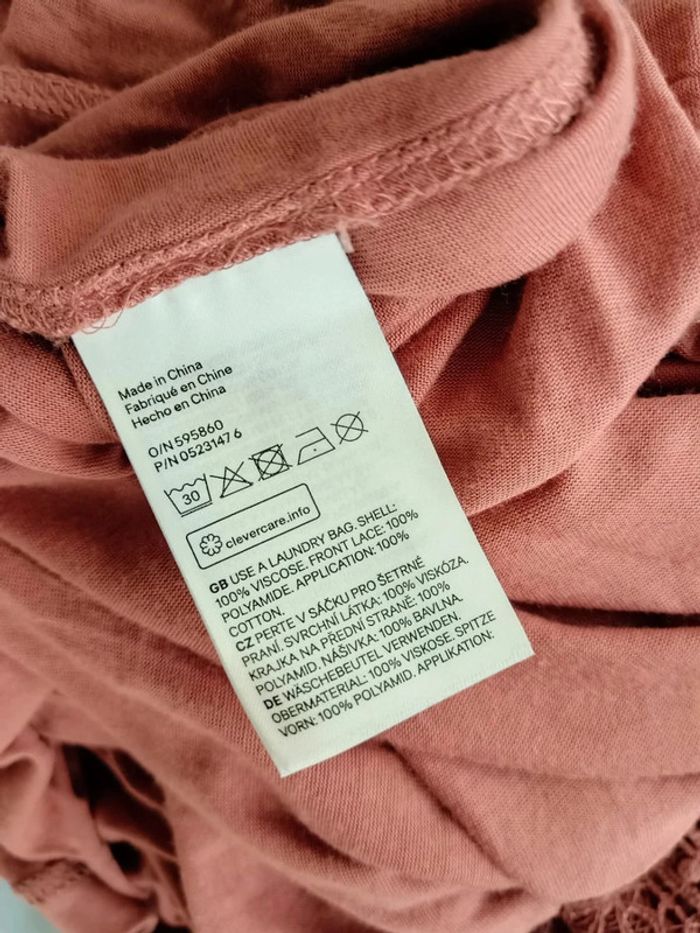 Made in China
Fabriqué en Chine
Hecho en China
O/N 595860
P/N 0523147 6
30
clevercare.info
GB USE A LAUNDRY BAG. SHELL:
100% VISCOSE. FRONT LACE: 100%
POLYAMIDE. APPLICATION: 100%
COTTON.
CZ PERTE V SÁČKU PRO ŠETRNÉ
PRANÍ. SVRCHNÍ LÁTKA: 100% VISKÓZA.
KRAJKA NA PŘEDNÍ STRANĚ: 100%
POLYAMID. NÁŠIVKA: 100% BAVLNA.
DE WÄSCHEBEUTEL VERWENDEN.
OBERMATERIAL: 100% VISKOSE. SPITZE
VORN: 100% POLYAMID. APPLIKATION: